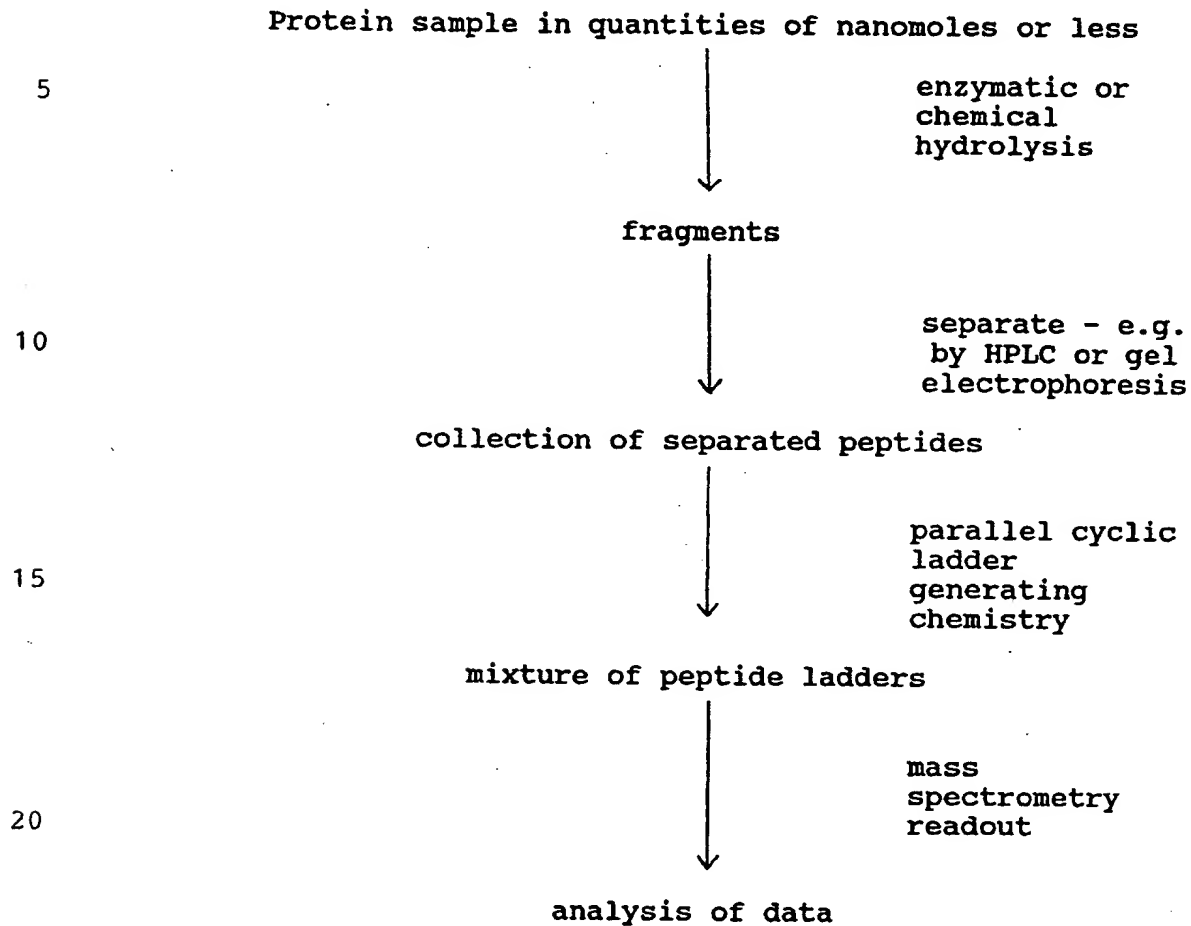 Protein sample in quantities of nanomoles or less
5
enzymatic or
chemical
hydrolysis
fragments
10
separate - e.g.
by HPLC or gel
electrophoresis
collection of separated peptides
parallel cyclic
ladder
15
generating
chemistry
mixture of peptide ladders
mass
spectrometry
20
readout
analysis of data